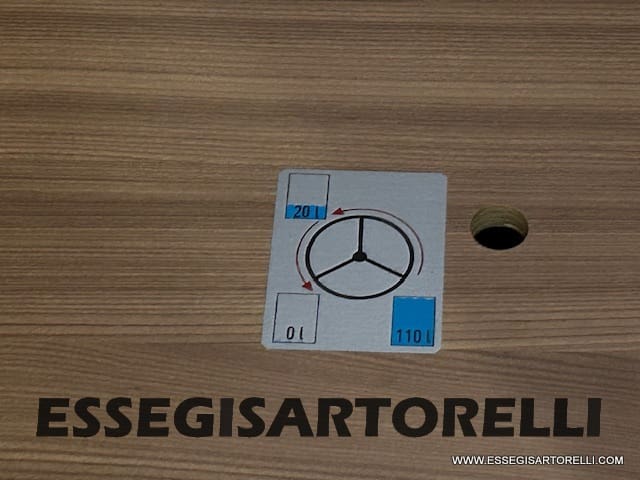 20 l
0 l
110 l
ESSEGISARTORELLI
WWW.ESSEGISARTORELLI.COM